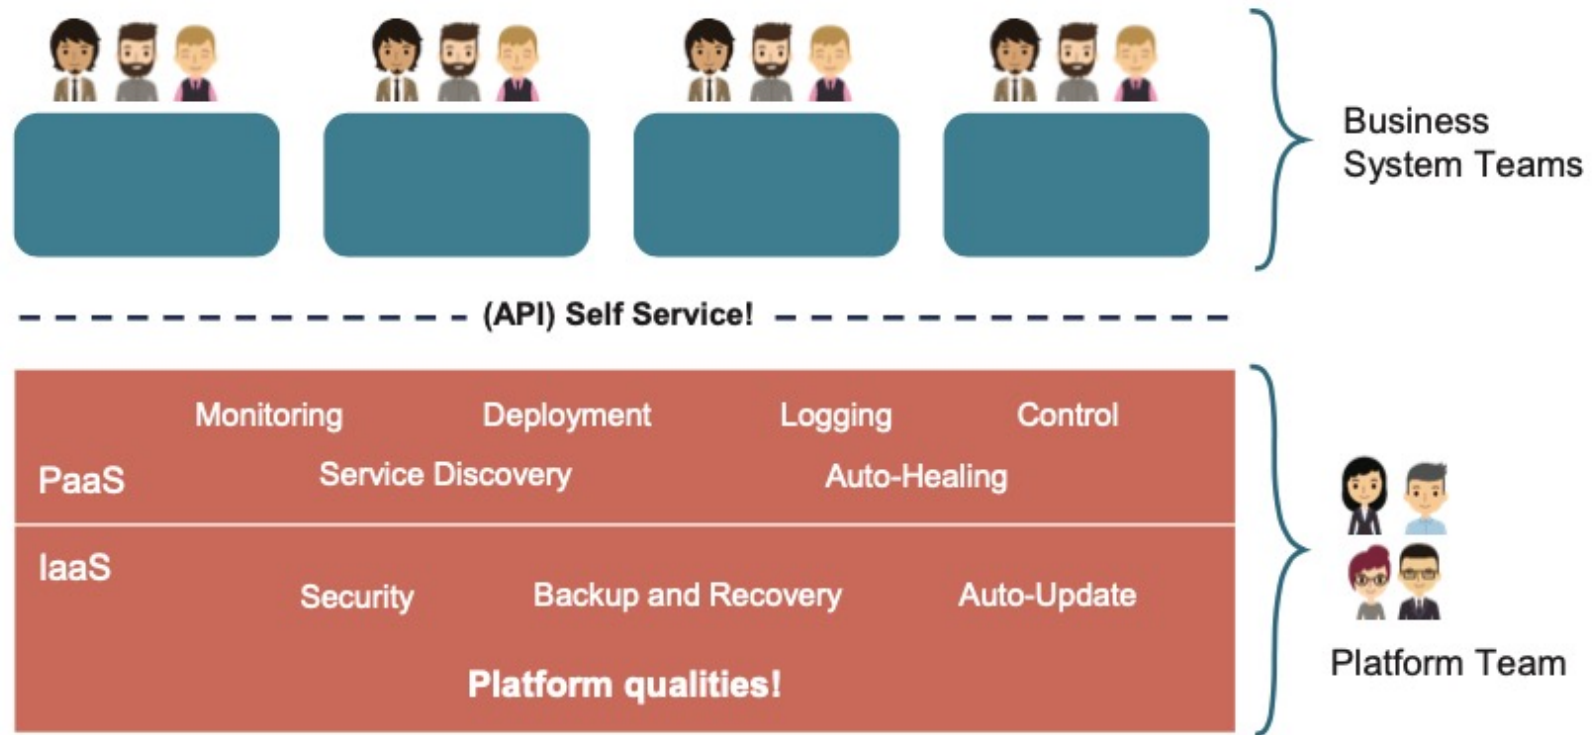 Business
System Teams
(API) Self Service!
Monitoring
Deployment
Logging
Control
PaaS
Service Discovery
Auto-Healing
IaaS
Security
Backup and Recovery
Auto-Update
Platform qualities!
Platform Team